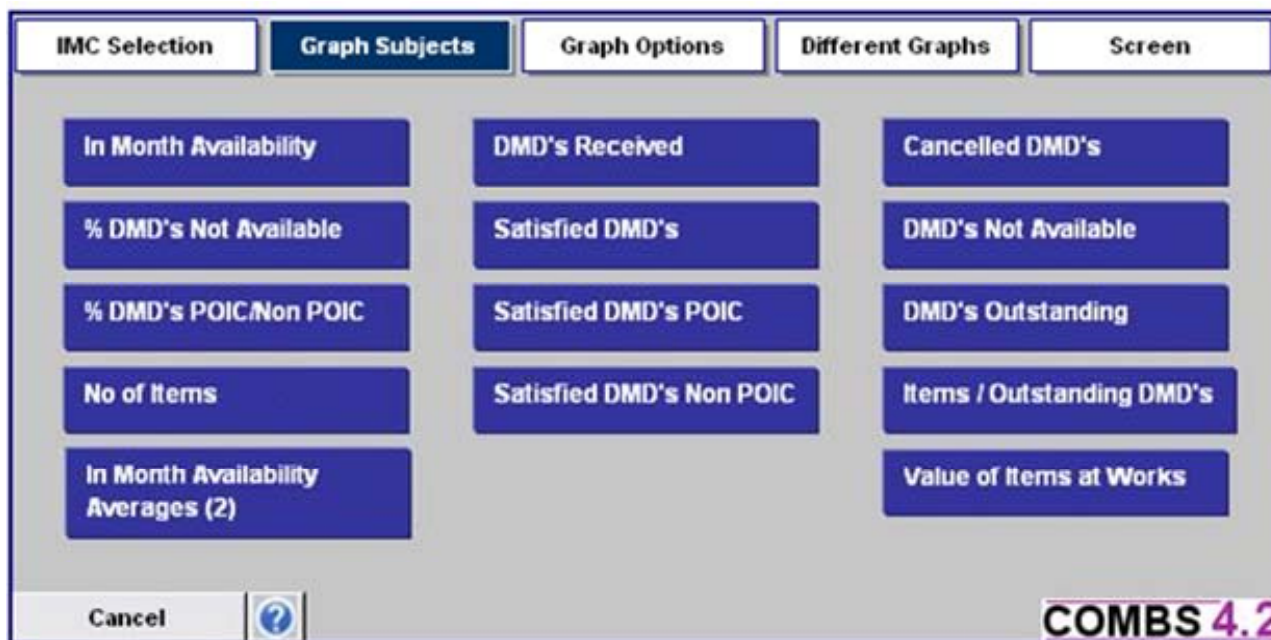 IMC Selection
Graph Subjects
Graph Options
Different Graphs
Screen
In Month Availability
DMD's Received
Cancelled DMD's
% DMD's Not Available
Satisfied DMD's
DMD's Not Available
% DMD's POIC/Non POIC
Satisfied DMD's POIC
DMD's Outstanding
No of Items
Satisfied DMD's Non POIC
Items / Outstanding DMD's
In Month Availability
Averages (2)
Value of Items at Works
Cancel
?
COMBS 4.2